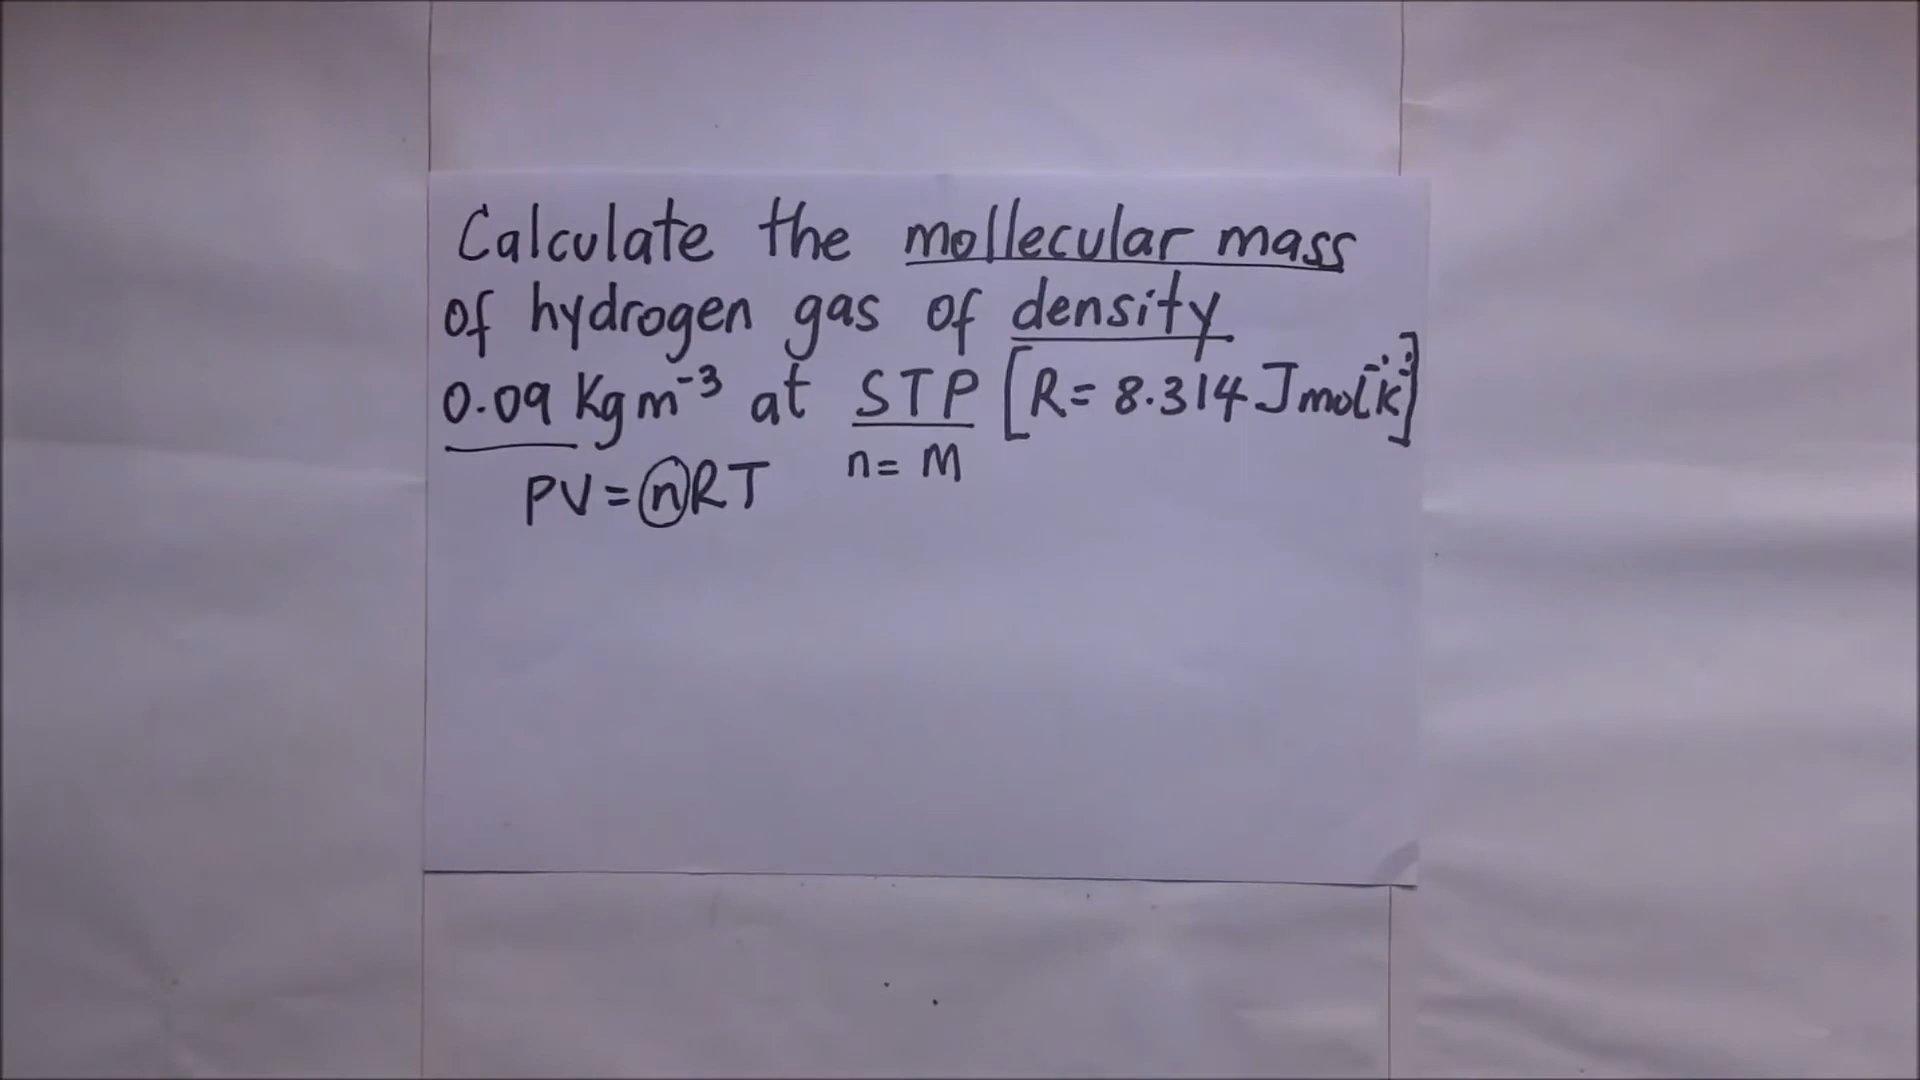 Calculate the mollecular mass
of hydrogen gas of density
0.09 Kgm⁻³ at STP [R= 8.314 Jmol⁻¹k⁻¹]
n= M
PV=nRT